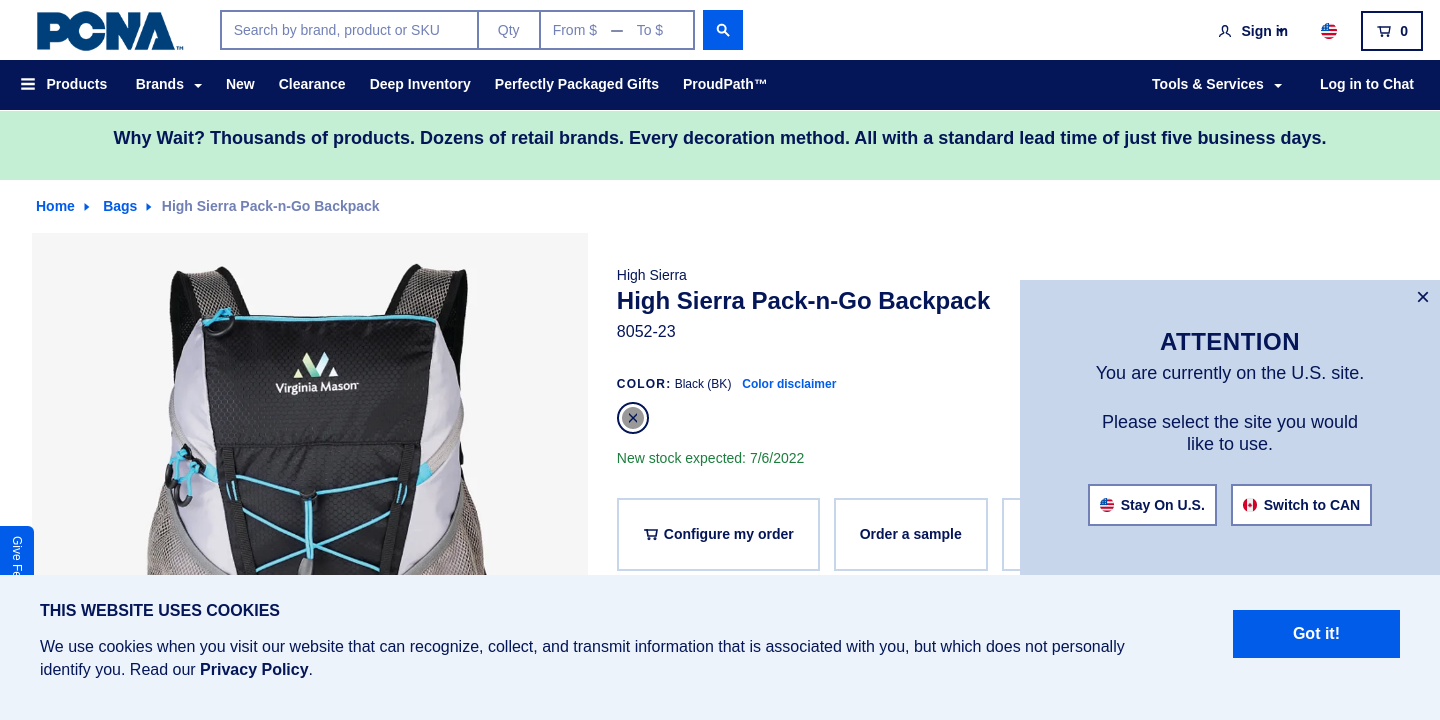 PCNA™
Search by brand, product or SKU
Qty
From $ — To $
Sign in
0
Products
Brands
New
Clearance
Deep Inventory
Perfectly Packaged Gifts
ProudPath™
Tools & Services
Log in to Chat
Why Wait? Thousands of products. Dozens of retail brands. Every decoration method. All with a standard lead time of just five business days.
Home
Bags
High Sierra Pack-n-Go Backpack
Virginia Mason
High Sierra
High Sierra Pack-n-Go Backpack
8052-23
COLOR: Black (BK) Color disclaimer
New stock expected: 7/6/2022
Configure my order
Order a sample
ATTENTION
You are currently on the U.S. site.
Please select the site you would
like to use.
Stay On U.S.
Switch to CAN
Give
THIS WEBSITE USES COOKIES
We use cookies when you visit our website that can recognize, collect, and transmit information that is associated with you, but which does not personally
identify you. Read our Privacy Policy.
Got it!